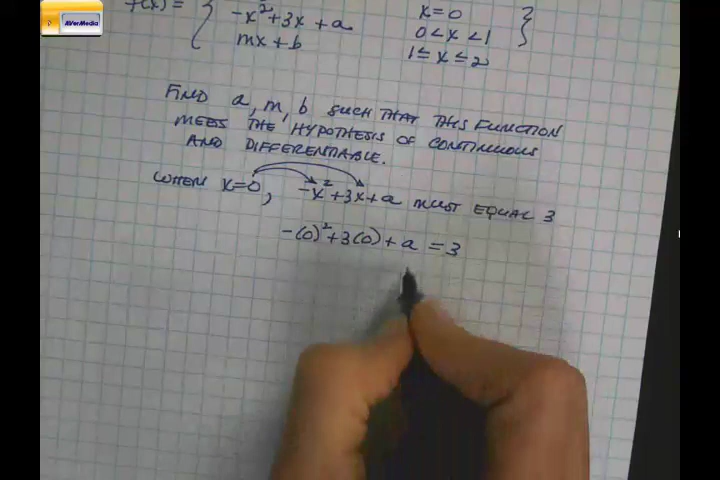 AVerMedia
f(x) = { -x² + 3x + a x=0 }
mx + b 0 < x < 1
1 ≤ x ≤ 2
FIND a, m, b SUCH THAT THIS FUNCTION
MEETS THE HYPOTHESIS OF CONTINUOUS
AND DIFFERENTIABLE.
WHEN x=0, -x² + 3x + a MUST EQUAL 3
-(0)² + 3(0) + a = 3